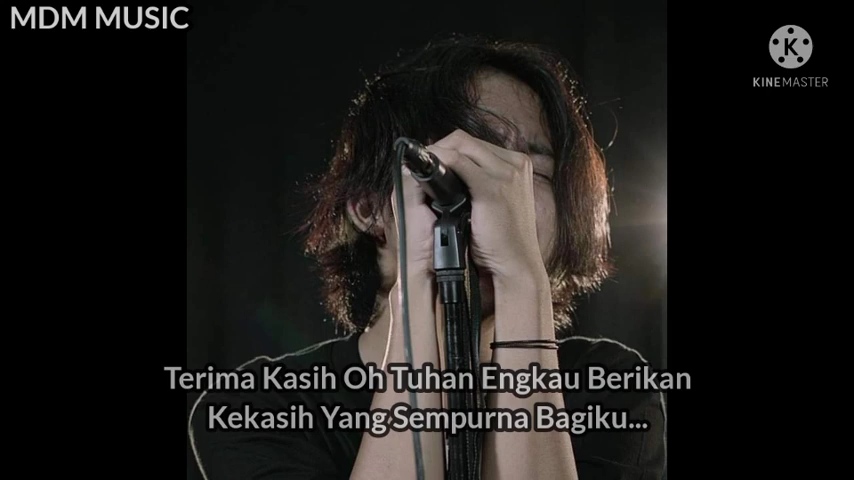 MDM MUSIC
K
KINEMASTER
Terima Kasih Oh Tuhan Engkau Berikan
Kekasih Yang Sempurna Bagiku...